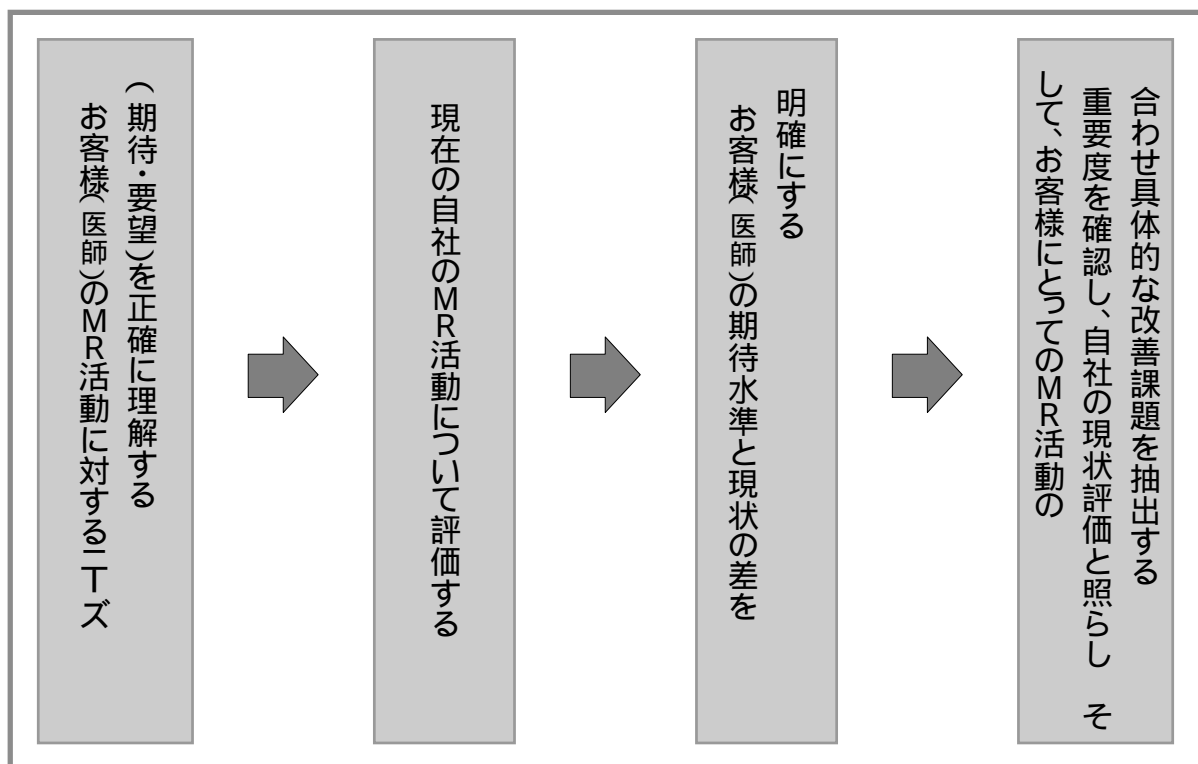 お客様(医師)のMR活動に対するニーズ
(期待・要望)を正確に理解する
現在の自社のMR活動について評価する
お客様(医師)の期待水準と現状の差を
明確にする
して、お客様にとってのMR活動の
重要度を確認し、自社の現状評価と照らし そ
合わせ具体的な改善課題を抽出する